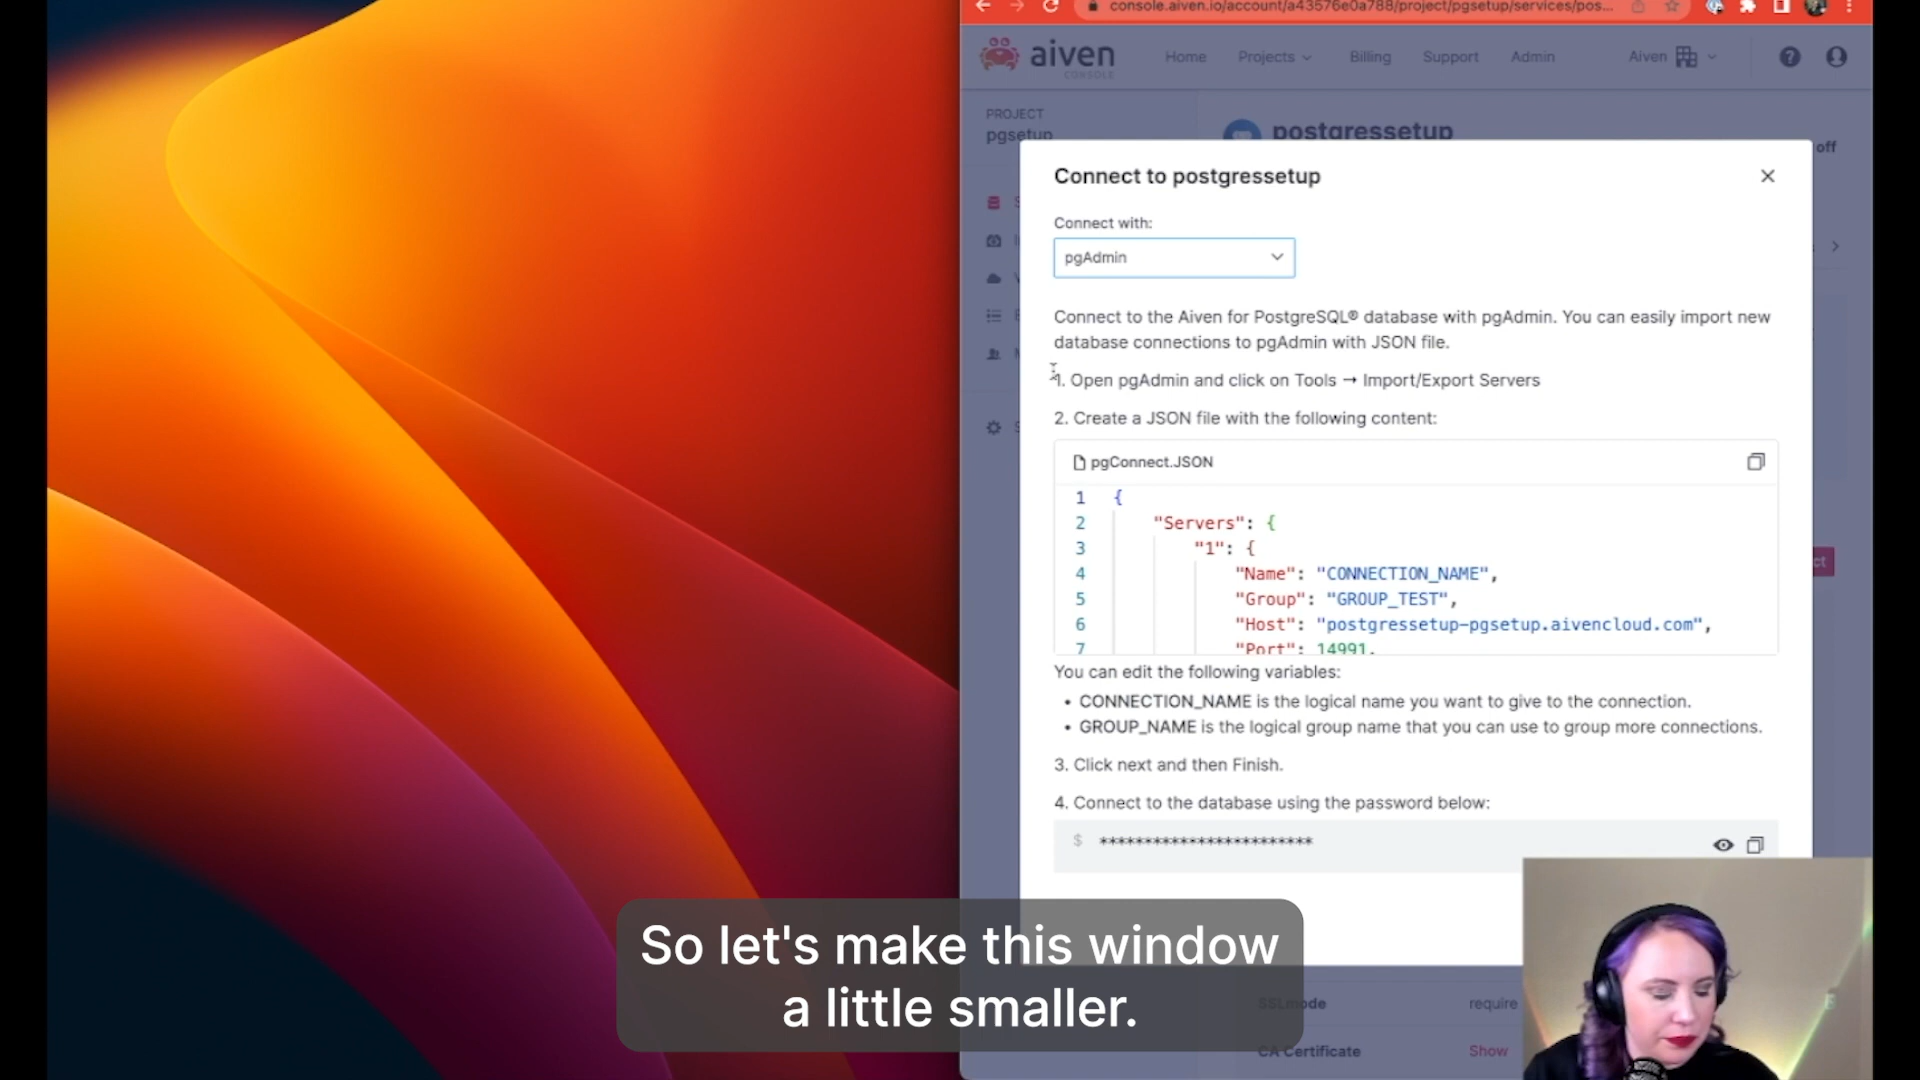 console.aiven.io/account/a43576e0a788/project/pgsetup/services/pos...
aiven
CONSOLE
Home
Projects
Billing
Support
Admin
Aiven
PROJECT
pgsetup
postgressetup
off
Connect to postgressetup
Connect with:
pgAdmin
Connect to the Aiven for PostgreSQL® database with pgAdmin. You can easily import new
database connections to pgAdmin with JSON file.
1. Open pgAdmin and click on Tools → Import/Export Servers
2. Create a JSON file with the following content:
pgConnect.JSON
1 {
2 "Servers": {
3 "1": {
4 "Name": "CONNECTION_NAME",
5 "Group": "GROUP_TEST",
6 "Host": "postgressetup-pgsetup.aivencloud.com",
7 "Port": 14991,
ct
You can edit the following variables:
• CONNECTION_NAME is the logical name you want to give to the connection.
• GROUP_NAME is the logical group name that you can use to group more connections.
3. Click next and then Finish.
4. Connect to the database using the password below:
$ ************************
So let's make this window
a little smaller.
SSLmode require
CA Certificate Show